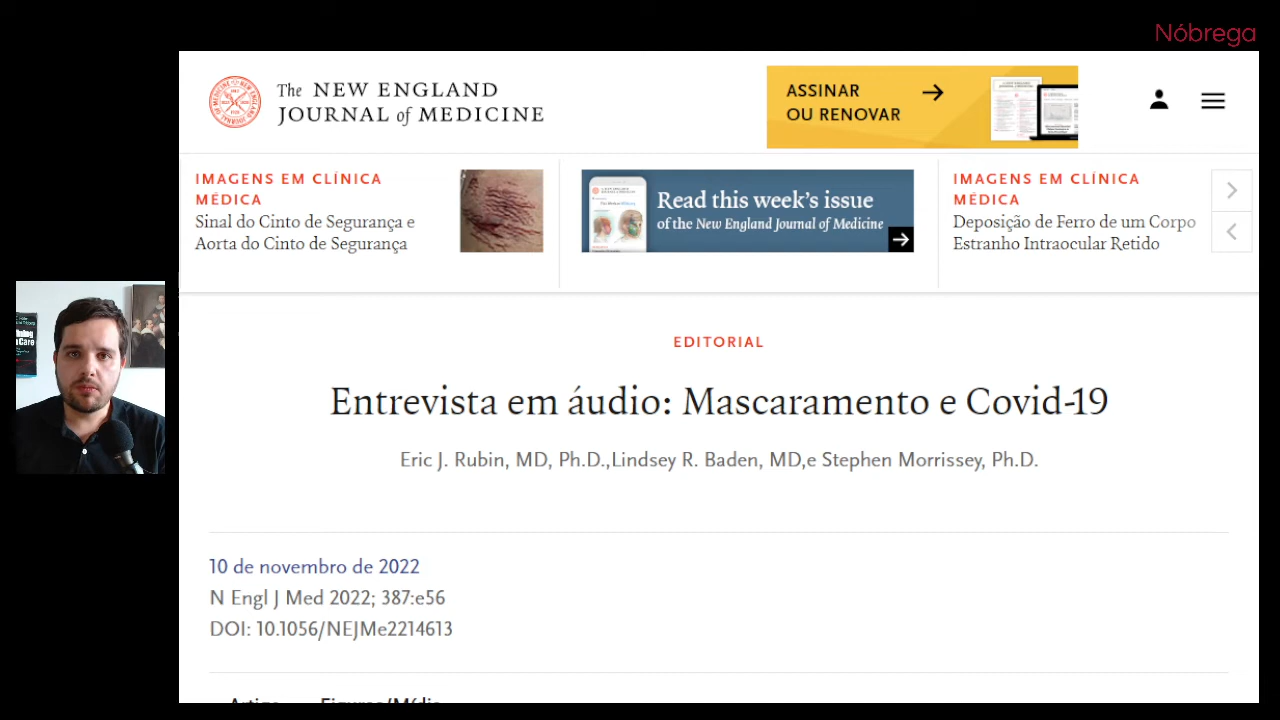 Nóbrega
The NEW ENGLAND
JOURNAL of MEDICINE
ASSINAR
OU RENOVAR
IMAGENS EM CLÍNICA
MÉDICA
Sinal do Cinto de Segurança e
Aorta do Cinto de Segurança
Read this week's issue
of the New England Journal of Medicine
IMAGENS EM CLÍNICA
MÉDICA
Deposição de Ferro de um Corpo
Estranho Intraocular Retido
EDITORIAL
Entrevista em áudio: Mascaramento e Covid-19
Eric J. Rubin, MD, Ph.D.,Lindsey R. Baden, MD,e Stephen Morrissey, Ph.D.
10 de novembro de 2022
N Engl J Med 2022; 387:e56
DOI: 10.1056/NEJMe2214613